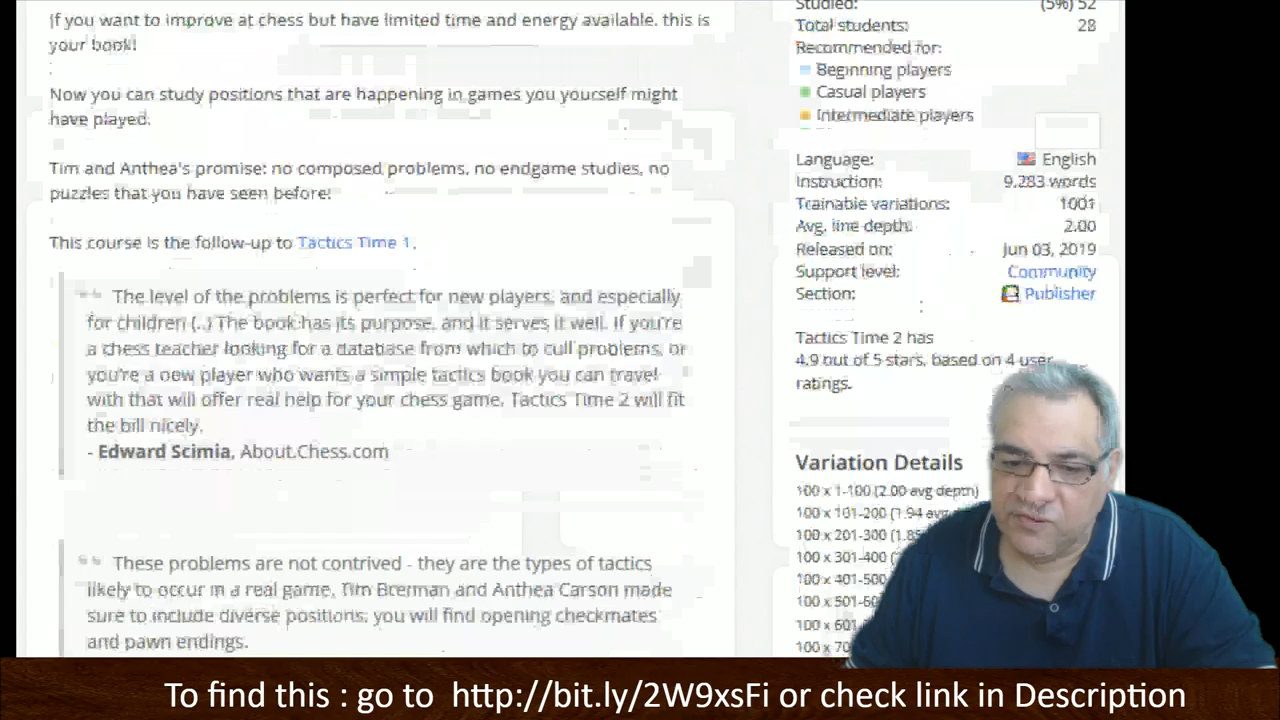 If you want to improve at chess but have limited time and energy available, this is
your book!
Now you can study positions that are happening in games you yourself might
have played.
Tim and Anthea's promise: no composed problems, no endgame studies, no
puzzles that you have seen before!
This course is the follow-up to Tactics Time 1.
The level of the problems is perfect for new players, and especially
for children (..) The book has its purpose, and it serves it well. If you're
a chess teacher looking for a database from which to cull problems, or
you're a new player who wants a simple tactics book you can travel
with that will offer real help for your chess game, Tactics Time 2 will fit
the bill nicely.
- Edward Scimia, About.Chess.com
These problems are not contrived - they are the types of tactics
likely to occur in a real game. Tim Brennan and Anthea Carson made
sure to include diverse positions, you will find opening checkmates
and pawn endings.
Studied: (5%) 52
Total students: 28
Recommended for:
Beginning players
Casual players
Intermediate players
Language: English
Instruction: 9,283 words
Trainable variations: 1001
Avg. line depth: 2.00
Released on: Jun 03, 2019
Support level: Community
Section: Publisher
Tactics Time 2 has
4.9 out of 5 stars, based on 4 user
ratings.
Variation Details
100 x 1-100 (2.00 avg depth)
100 x 101-200 (1.94 avg
100 x 201-300
100 x 301-400
100 x 401-500
100 x
100 x
100 x
To find this : go to http://bit.ly/2W9xsFi or check link in Description